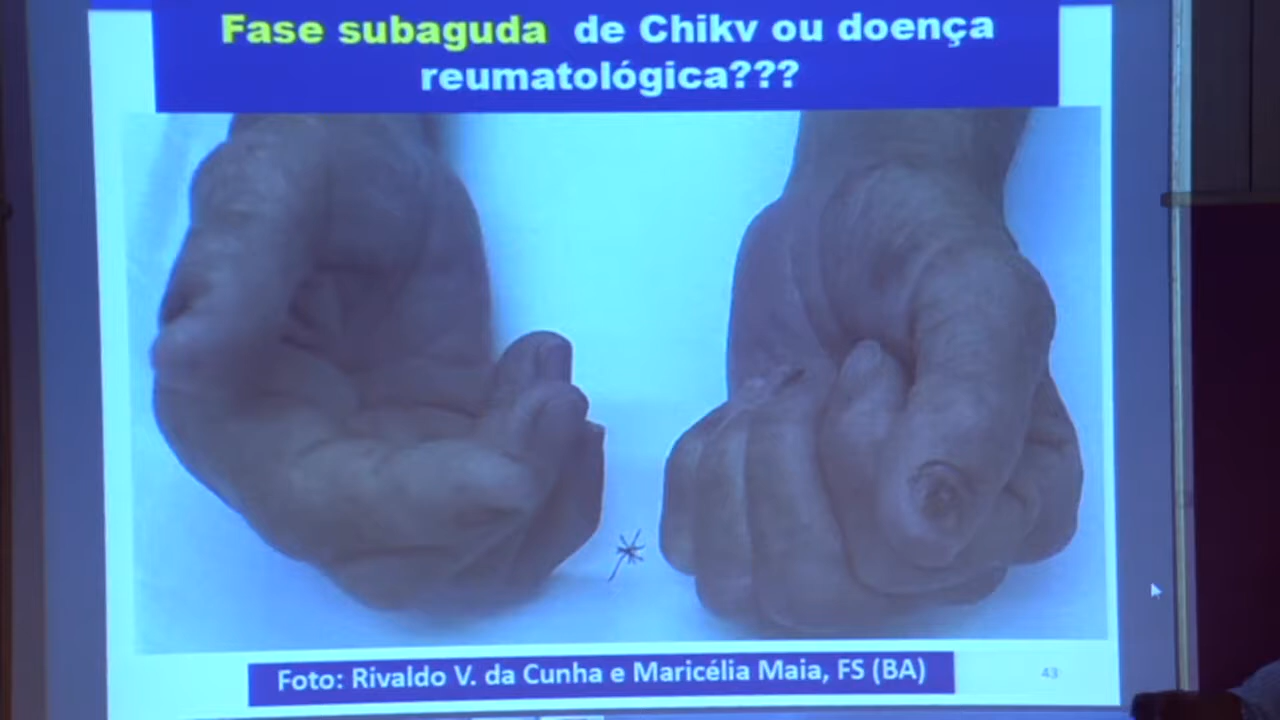 Fase subaguda de Chikv ou doença
reumatológica???
Foto: Rivaldo V. da Cunha e Maricélia Maia, FS (BA)
43